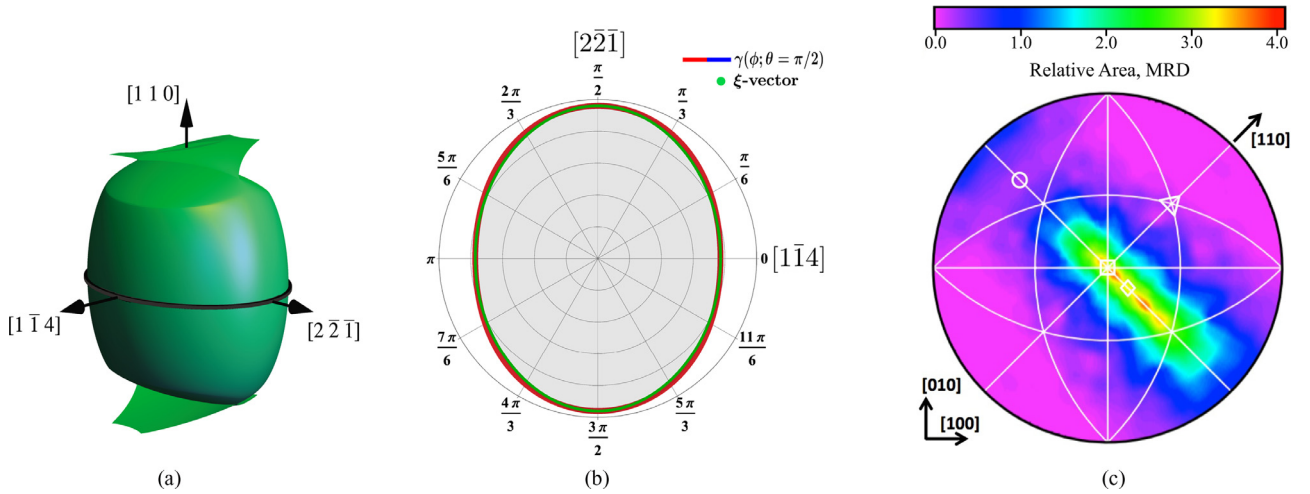 [1 1 0]
[1 1̄ 4]
[2 2̄ 1̄]
(a)
[22̄1̄]
γ(ϕ; θ = π/2)
ξ-vector
π/2
π/3
π/6
0
[11̄4]
11π/6
5π/3
3π/2
4π/3
7π/6
π
5π/6
2π/3
(b)
0.0 1.0 2.0 3.0 4.0
Relative Area, MRD
[110]
[010]
[100]
(c)